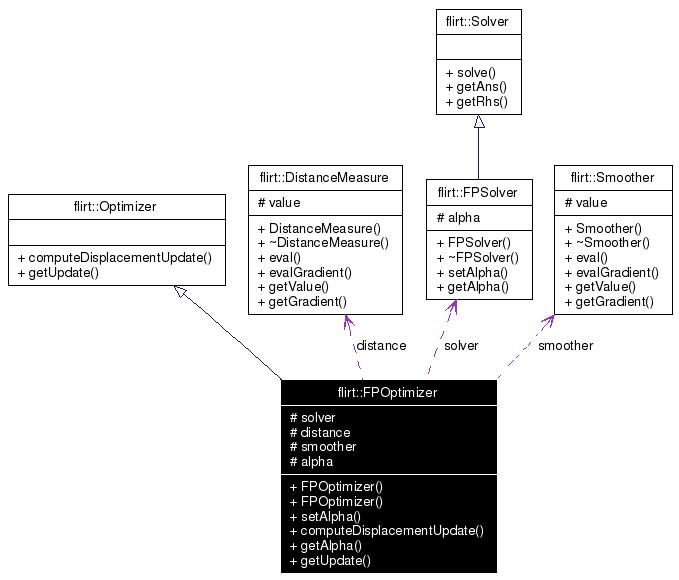 flirt::Solver
+ solve()
+ getAns()
+ getRhs()
flirt::Optimizer
+ computeDisplacementUpdate()
+ getUpdate()
flirt::DistanceMeasure
# value
+ DistanceMeasure()
+ ~DistanceMeasure()
+ eval()
+ evalGradient()
+ getValue()
+ getGradient()
flirt::FPSolver
# alpha
+ FPSolver()
+ ~FPSolver()
+ setAlpha()
+ getAlpha()
flirt::Smoother
# value
+ Smoother()
+ ~Smoother()
+ eval()
+ evalGradient()
+ getValue()
+ getGradient()
distance
solver
smoother
flirt::FPOptimizer
# solver
# distance
# smoother
# alpha
+ FPOptimizer()
+ FPOptimizer()
+ setAlpha()
+ computeDisplacementUpdate()
+ getAlpha()
+ getUpdate()